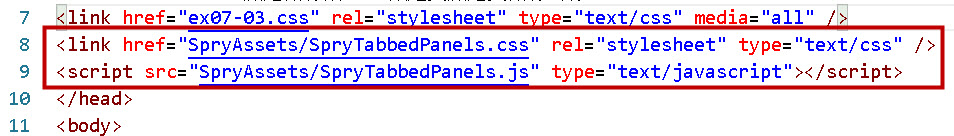 7 <link href="ex07-03.css" rel="stylesheet" type="text/css" media="all" />
8 <link href="SpryAssets/SpryTabbedPanels.css" rel="stylesheet" type="text/css" />
9 <script src="SpryAssets/SpryTabbedPanels.js" type="text/javascript"></script>
10 </head>
11 <body>